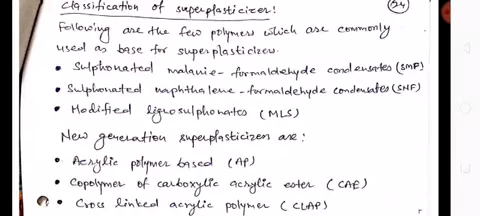 Classification of superplasticizer:
24
Following are the few polymers which are commonly
used as base for superplasticizer.
• Sulphonated malanie-formaldehyde condensates (SMF)
• Sulphonated naphthalene-formaldehyde condensates (SNF)
• Modified lignosulphonates (MLS)
New generation superplasticizers are:
• Acrylic polymer based (AP)
• Copolymer of carboxylic acrylic ester (CAE)
• Cross linked acrylic polymer (CLAP)